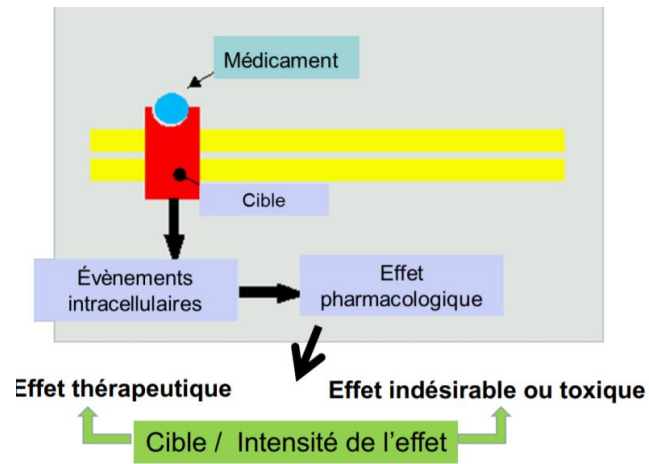 Médicament
Cible
Évènements
intracellulaires
Effet
pharmacologique
Effet thérapeutique
Effet indésirable ou toxique
Cible / Intensité de l'effet